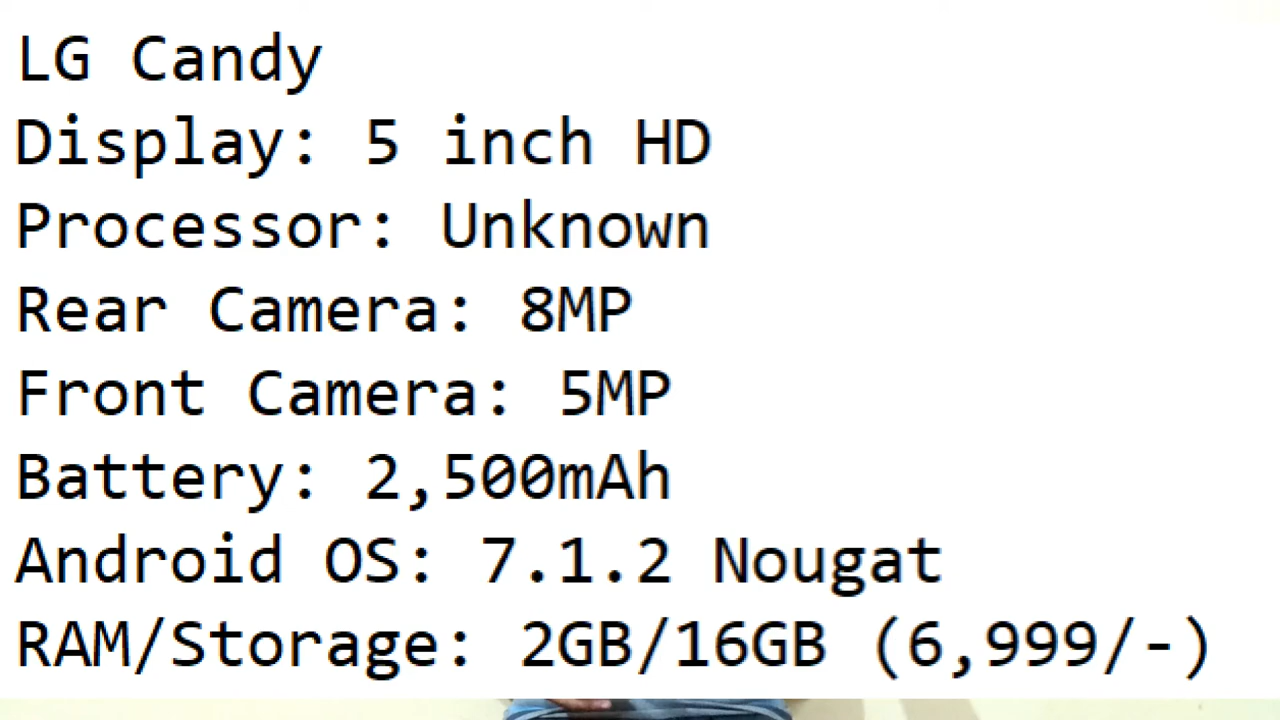 LG Candy
Display: 5 inch HD
Processor: Unknown
Rear Camera: 8MP
Front Camera: 5MP
Battery: 2,500mAh
Android OS: 7.1.2 Nougat
RAM/Storage: 2GB/16GB (6,999/-)